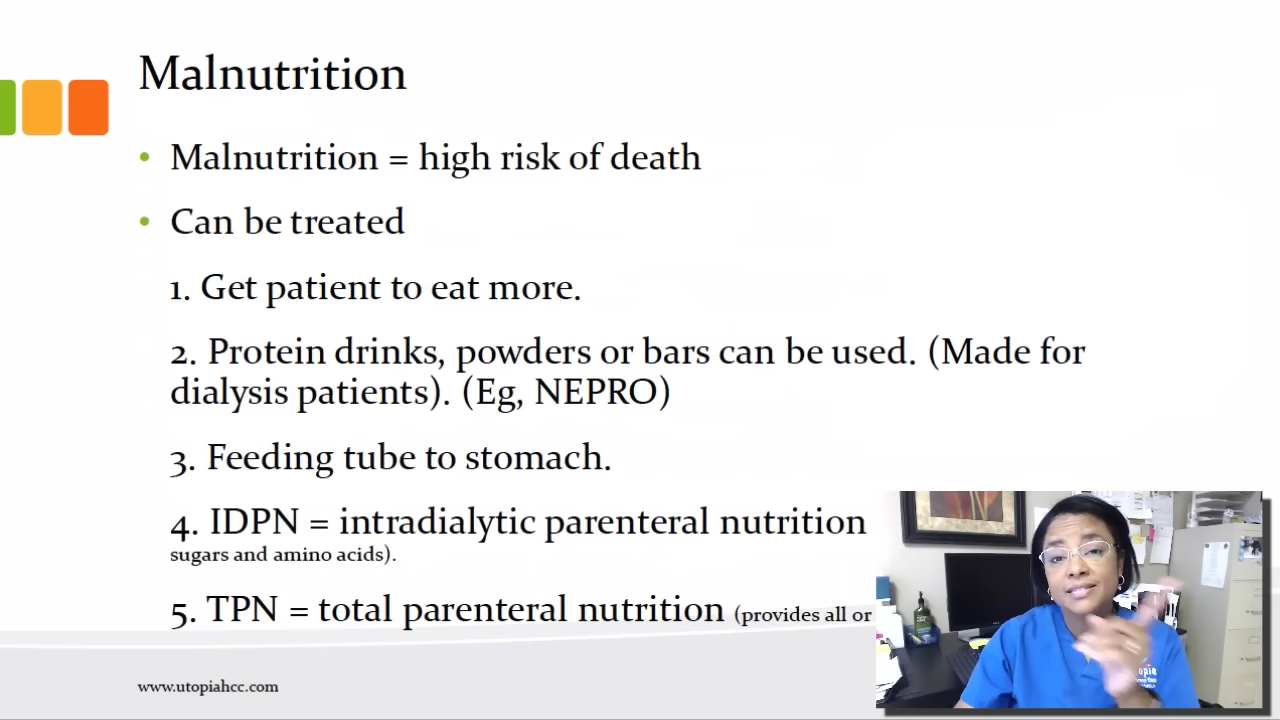 Malnutrition
• Malnutrition = high risk of death
• Can be treated
1. Get patient to eat more.
2. Protein drinks, powders or bars can be used. (Made for
dialysis patients). (Eg, NEPRO)
3. Feeding tube to stomach.
4. IDPN = intradialytic parenteral nutrition
sugars and amino acids).
5. TPN = total parenteral nutrition (provides all or
www.utopiahcc.com